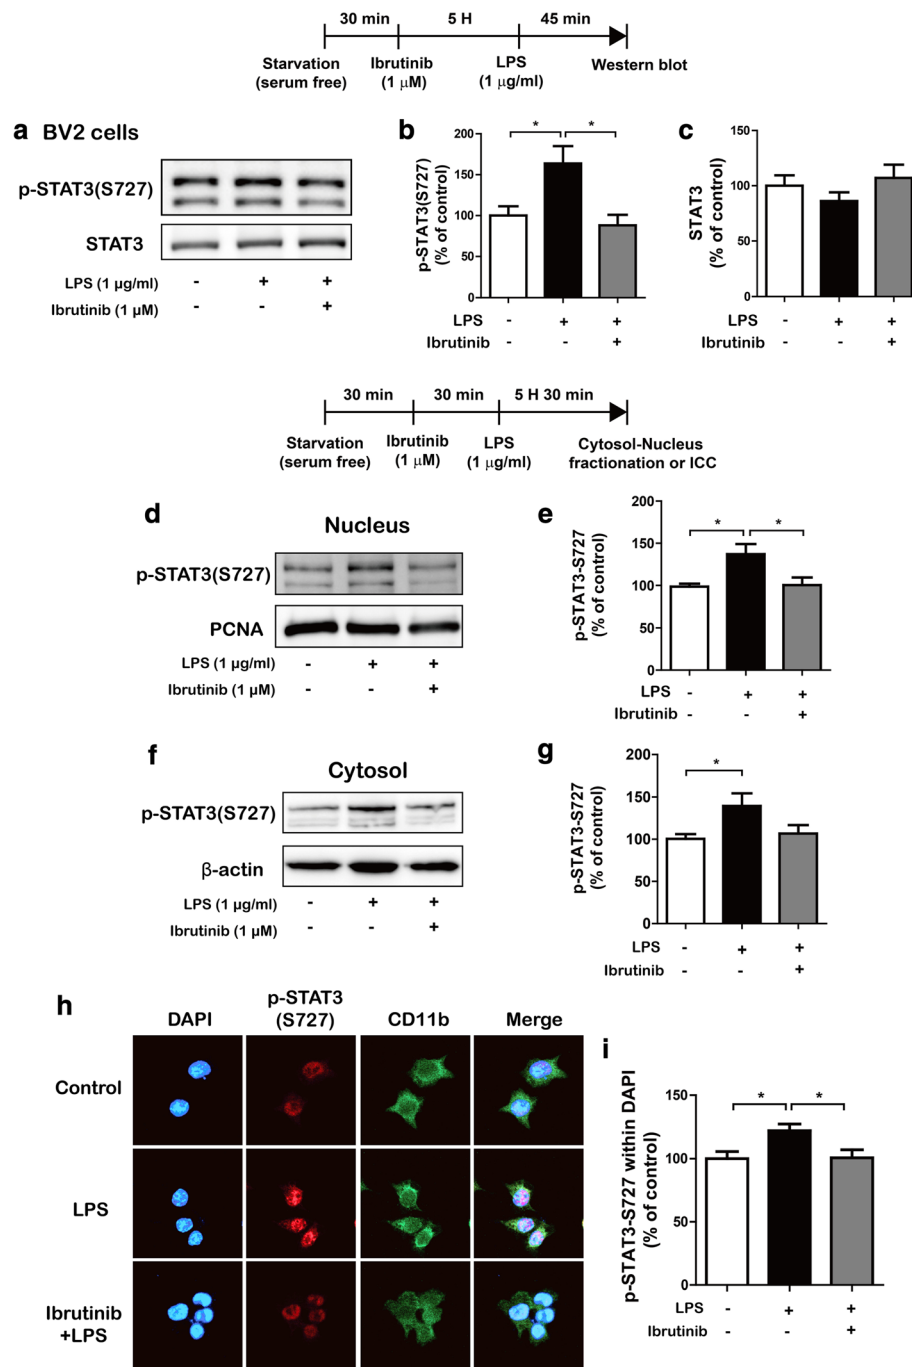 30 min 5 H 45 min
Starvation Ibrutinib LPS Western blot
(serum free) (1 µM) (1 µg/ml)
a BV2 cells
p-STAT3(S727)
STAT3
LPS (1 µg/ml) - + +
Ibrutinib (1 µM) - - +
b
p-STAT3(S727)
(% of control)
200
150
100
50
0
* *
LPS - + +
Ibrutinib - - +
c
STAT3
(% of control)
150
100
50
0
LPS - + +
Ibrutinib - - +
30 min 30 min 5 H 30 min
Starvation Ibrutinib LPS Cytosol-Nucleus
(serum free) (1 µM) (1 µg/ml) fractionation or ICC
d Nucleus
p-STAT3(S727)
PCNA
LPS (1 µg/ml) - + +
Ibrutinib (1 µM) - - +
e
p-STAT3-S727
(% of control)
200
150
100
50
0
* *
LPS - + +
Ibrutinib - - +
f Cytosol
p-STAT3(S727)
β-actin
LPS (1 µg/ml) - + +
Ibrutinib (1 µM) - - +
g
p-STAT3-S727
(% of control)
200
150
100
50
0
*
LPS - + +
Ibrutinib - - +
h
DAPI p-STAT3 (S727) CD11b Merge
Control
LPS
Ibrutinib
+LPS
i
p-STAT3-S727 within DAPI
(% of control)
150
100
50
0
* *
LPS - + +
Ibrutinib - - +